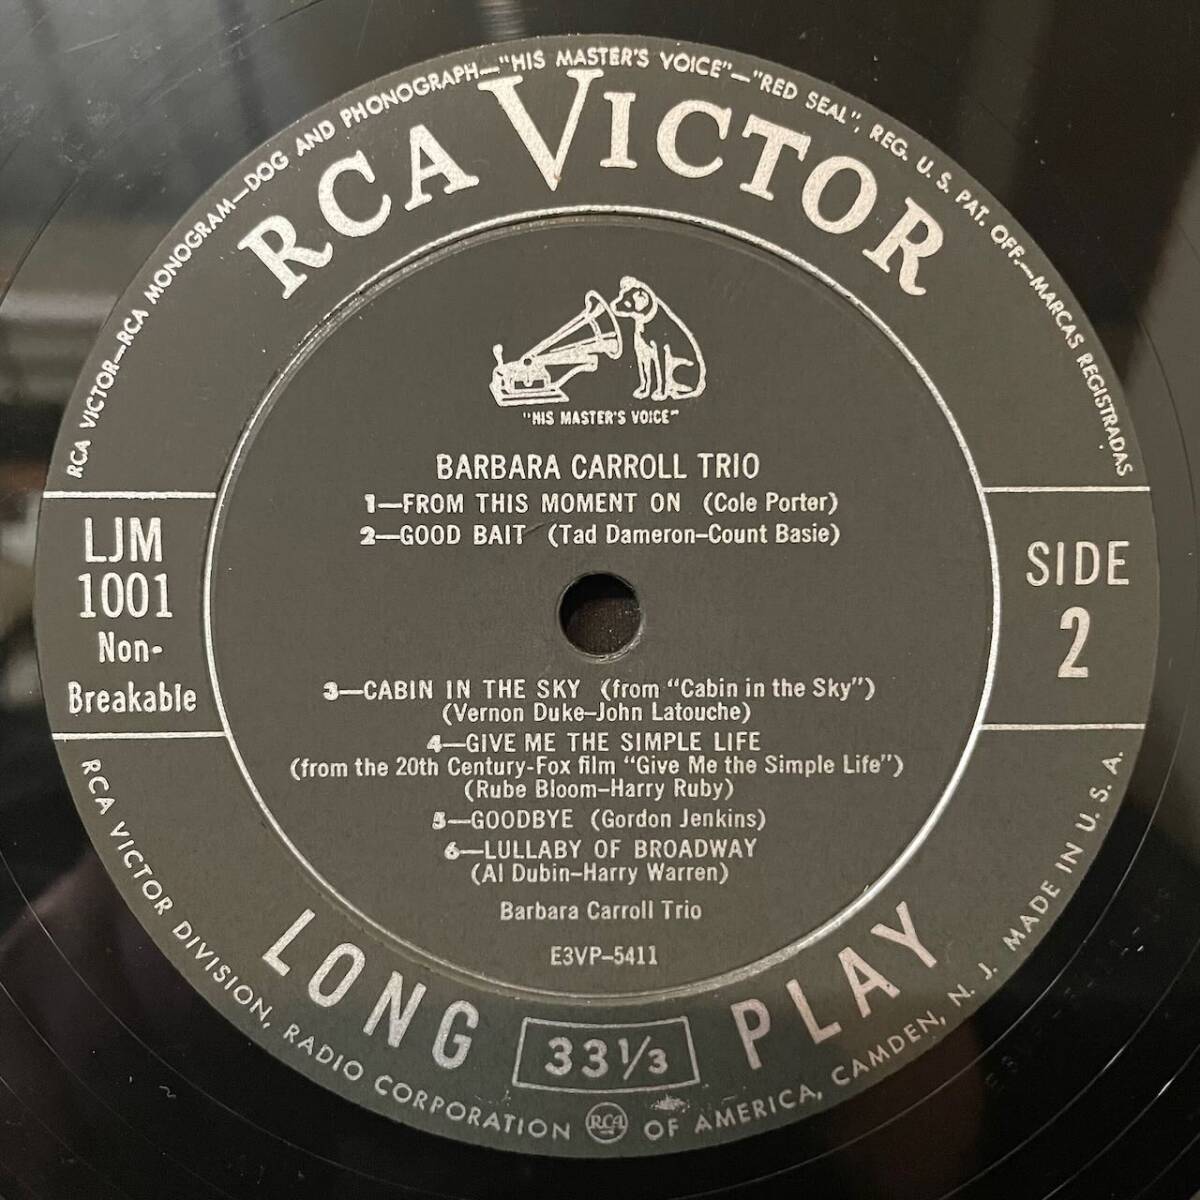 RCA VICTOR—RCA MONOGRAM—DOG AND PHONOGRAPH—"HIS MASTER'S VOICE"—"RED SEAL", REG. U. S. PAT. OFF.—MARCAS REGISTRADAS
RCA VICTOR
"HIS MASTER'S VOICE"
BARBARA CARROLL TRIO
1—FROM THIS MOMENT ON (Cole Porter)
2—GOOD BAIT (Tad Dameron–Count Basie)
LJM
1001
Non-
Breakable
SIDE
2
3—CABIN IN THE SKY (from "Cabin in the Sky")
(Vernon Duke–John Latouche)
4—GIVE ME THE SIMPLE LIFE
(from the 20th Century-Fox film "Give Me the Simple Life")
(Rube Bloom–Harry Ruby)
5—GOODBYE (Gordon Jenkins)
6—LULLABY OF BROADWAY
(Al Dubin–Harry Warren)
Barbara Carroll Trio
E3VP–5411
LONG 33 1/3 PLAY
RCA VICTOR DIVISION, RADIO CORPORATION RCA OF AMERICA, CAMDEN, N. J. MADE IN U. S. A.